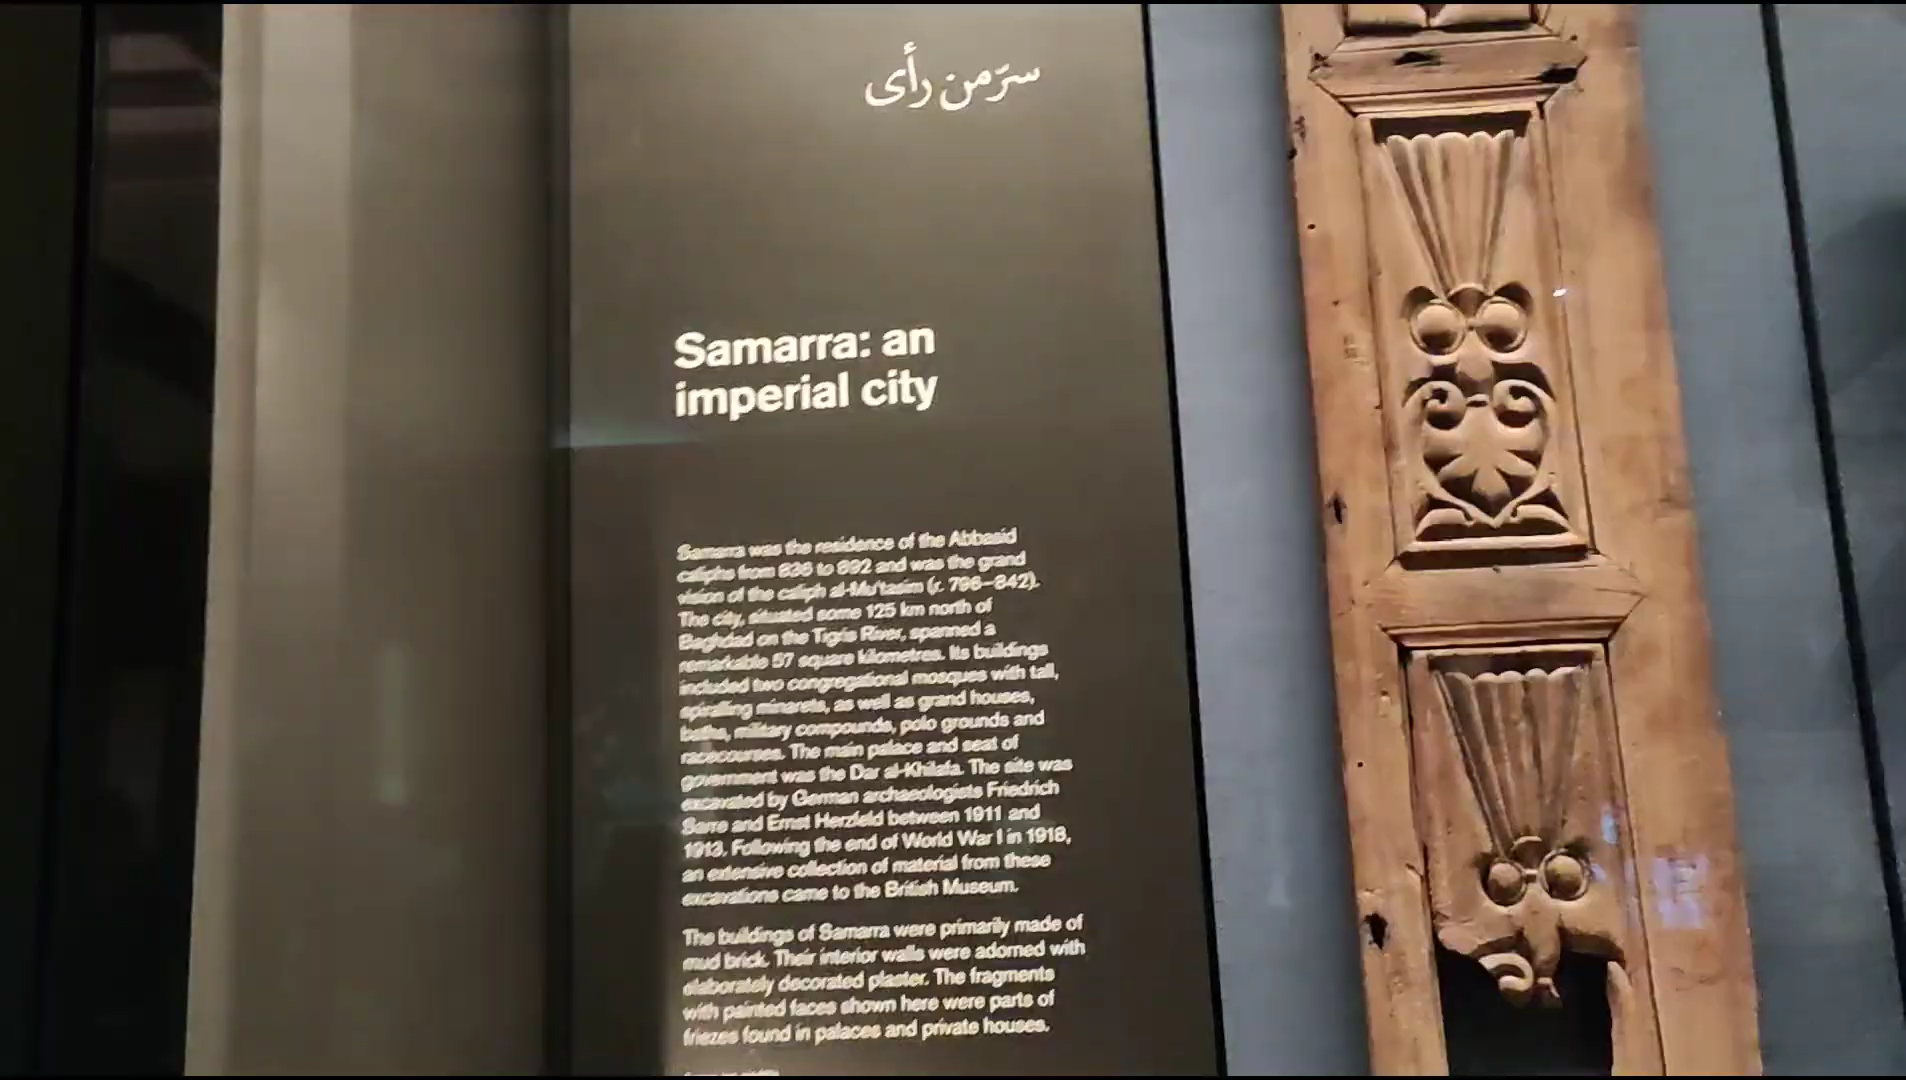 سرّ من رأى
Samarra: an
imperial city
Samarra was the residence of the Abbasid
caliphs from 836 to 892 and was the grand
vision of the caliph al-Mu'tasim (r. 796–842).
The city, situated some 125 km north of
Baghdad on the Tigris River, spanned a
remarkable 57 square kilometres. Its buildings
included two congregational mosques with tall,
spiralling minarets, as well as grand houses,
baths, military compounds, polo grounds and
racecourses. The main palace and seat of
government was the Dar al-Khilafa. The site was
excavated by German archaeologists Friedrich
Sarre and Ernst Herzfeld between 1911 and
1913. Following the end of World War I in 1918,
an extensive collection of material from these
excavations came to the British Museum.
The buildings of Samarra were primarily made of
mud brick. Their interior walls were adorned with
elaborately decorated plaster. The fragments
with painted faces shown here were parts of
friezes found in palaces and private houses.